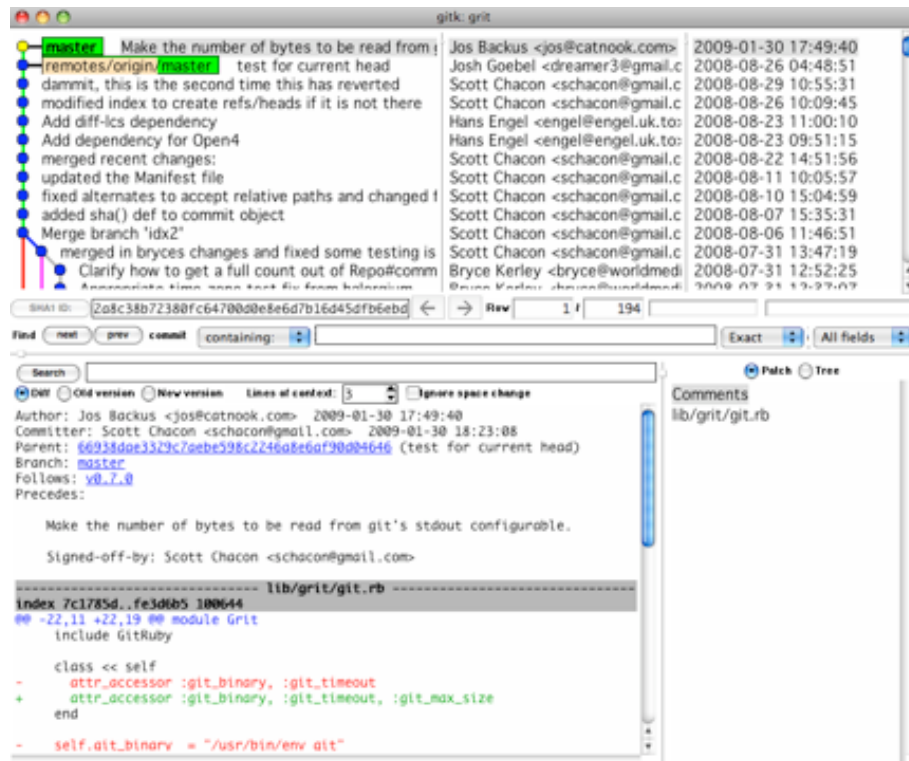 gitk: grit
master Make the number of bytes to be read from Jos Backus <jos@catnook.com> 2009-01-30 17:49:40
remotes/origin/master test for current head Josh Goebel <dreamer3@gmail.c 2008-08-26 04:48:51
dammit, this is the second time this has reverted Scott Chacon <schacon@gmail.c 2008-08-29 10:55:31
modified index to create refs/heads if it is not there Scott Chacon <schacon@gmail.c 2008-08-26 10:09:45
Add diff-lcs dependency Hans Engel <engel@engel.uk.to> 2008-08-23 11:00:10
Add dependency for Open4 Hans Engel <engel@engel.uk.to> 2008-08-23 09:51:15
merged recent changes: Scott Chacon <schacon@gmail.c 2008-08-22 14:51:56
updated the Manifest file Scott Chacon <schacon@gmail.c 2008-08-11 10:05:57
fixed alternates to accept relative paths and changed f Scott Chacon <schacon@gmail.c 2008-08-10 15:04:59
added sha() def to commit object Scott Chacon <schacon@gmail.c 2008-08-07 15:35:31
Merge branch 'idx2' Scott Chacon <schacon@gmail.c 2008-08-06 11:46:51
merged in bryces changes and fixed some testing is Scott Chacon <schacon@gmail.c 2008-07-31 13:47:19
Clarify how to get a full count out of Repo#comm Bryce Kerley <bryce@worldmedi 2008-07-31 12:52:25
Appropriate time-zone test fix from halorgium Bryce Kerley <bryce@worldmedi 2008-07-31 12:37:07
SHA1 ID: 2a8c38b72380fc64700d0e8e6d7b16d45dfb6ebd ← → Row 1 / 194
Find next prev commit containing: Exact All fields
Search
Diff Old version New version Lines of context: 3 Ignore space change
Patch Tree
Author: Jos Backus <jos@catnook.com> 2009-01-30 17:49:40
Committer: Scott Chacon <schacon@gmail.com> 2009-01-30 18:23:08
Parent: 66938dae3329c7aebe598c2246a8e6af90d04646 (test for current head)
Branch: master
Follows: v0.7.0
Precedes:
Make the number of bytes to be read from git's stdout configurable.
Signed-off-by: Scott Chacon <schacon@gmail.com>
------------------------------- lib/grit/git.rb -------------------------------
index 7c1785d..fe3d6b5 100644
@@ -22,11 +22,19 @@ module Grit
include GitRuby
class << self
- attr_accessor :git_binary, :git_timeout
+ attr_accessor :git_binary, :git_timeout, :git_max_size
end
- self.git_binary = "/usr/bin/env git"
Comments
lib/grit/git.rb